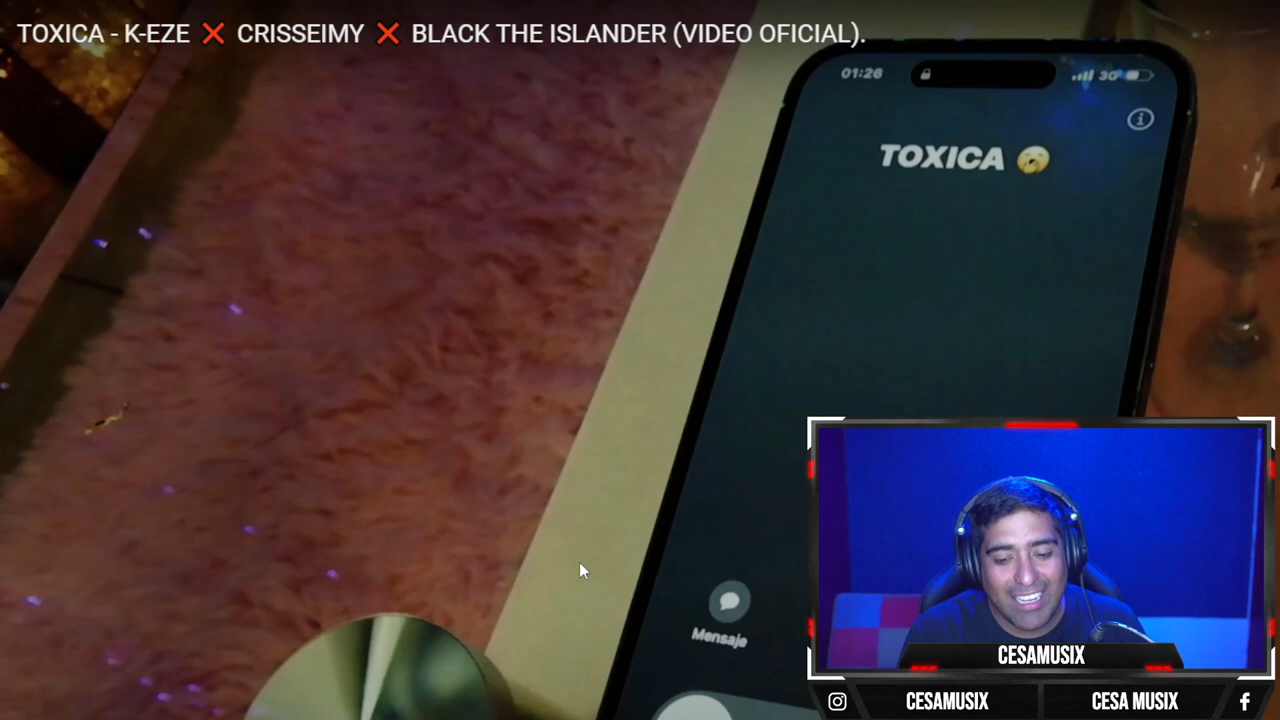 TOXICA - K-EZE ❌ CRISSEIMY ❌ BLACK THE ISLANDER (VIDEO OFICIAL).
01:26
3G
TOXICA 🥱
Mensaje
CESAMUSIX
CESAMUSIX
CESA MUSIX